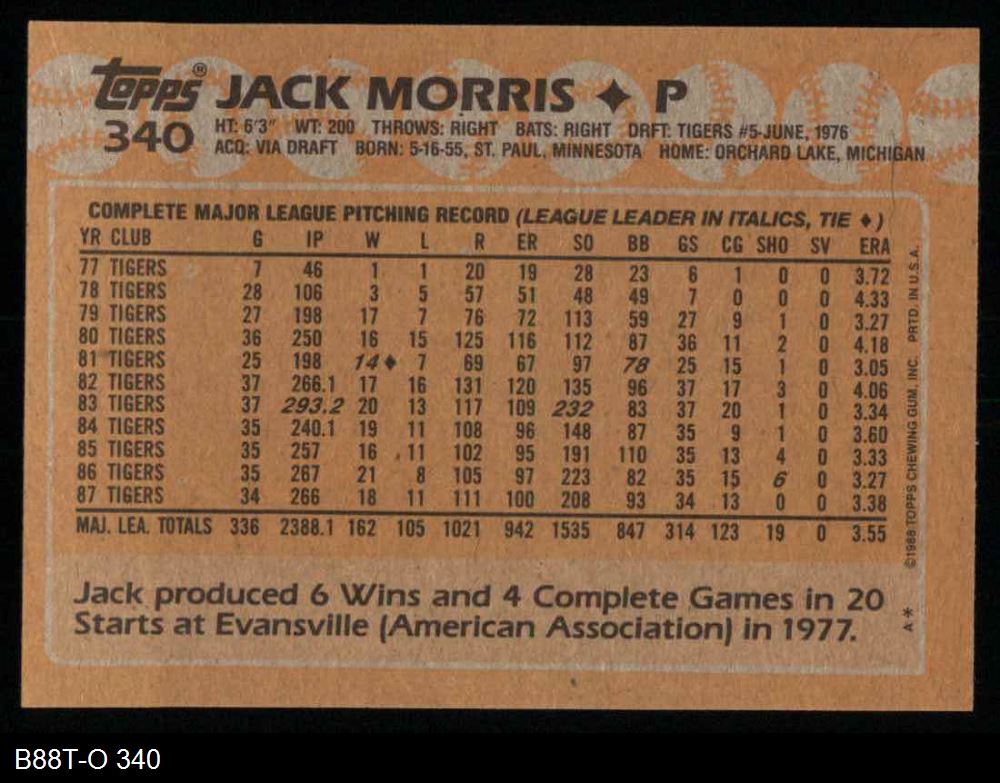 topps® JACK MORRIS ✦ P
340 HT: 6'3" WT: 200 THROWS: RIGHT BATS: RIGHT DRFT: TIGERS #5-JUNE, 1976
ACQ: VIA DRAFT BORN: 5-16-55, ST. PAUL, MINNESOTA HOME: ORCHARD LAKE, MICHIGAN
COMPLETE MAJOR LEAGUE PITCHING RECORD (LEAGUE LEADER IN ITALICS, TIE ♦)
YR CLUB G IP W L R ER SO BB GS CG SHO SV ERA
77 TIGERS 7 46 1 1 20 19 28 23 6 1 0 0 3.72
78 TIGERS 28 106 3 5 57 51 48 49 7 0 0 0 4.33
79 TIGERS 27 198 17 7 76 72 113 59 27 9 1 0 3.27
80 TIGERS 36 250 16 15 125 116 112 87 36 11 2 0 4.18
81 TIGERS 25 198 14♦ 7 69 67 97 78 25 15 1 0 3.05
82 TIGERS 37 266.1 17 16 131 120 135 96 37 17 3 0 4.06
83 TIGERS 37 293.2 20 13 117 109 232 83 37 20 1 0 3.34
84 TIGERS 35 240.1 19 11 108 96 148 87 35 9 1 0 3.60
85 TIGERS 35 257 16 11 102 95 191 110 35 13 4 0 3.33
86 TIGERS 35 267 21 8 105 97 223 82 35 15 6 0 3.27
87 TIGERS 34 266 18 11 111 100 208 93 34 13 0 0 3.38
MAJ. LEA. TOTALS 336 2388.1 162 105 1021 942 1535 847 314 123 19 0 3.55
Jack produced 6 Wins and 4 Complete Games in 20
Starts at Evansville (American Association) in 1977.
A* ©1988 TOPPS CHEWING GUM, INC. PRTD. IN U.S.A.
B88T-O 340